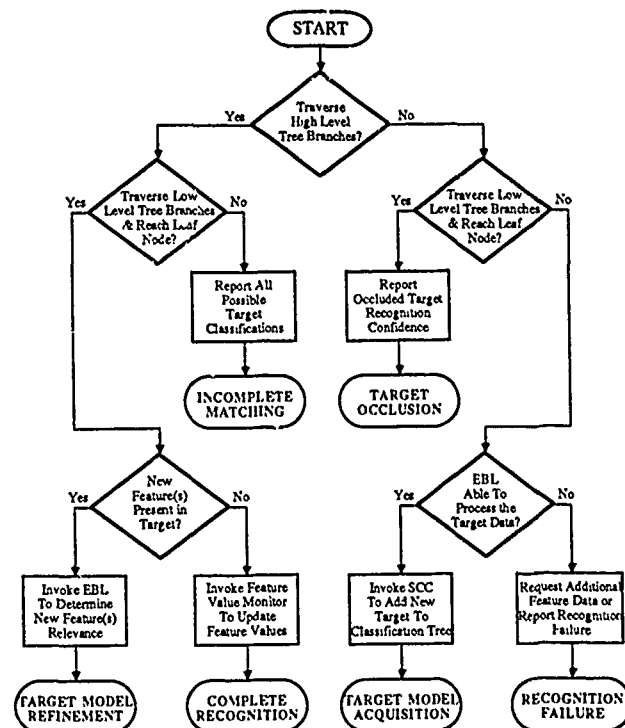 START
Traverse
High Level
Tree Branches?
Yes
No
Traverse Low
Level Tree Branches
& Reach Leaf
Node?
Yes
No
Traverse Low
Level Tree Branches
& Reach Leaf
Node?
Yes
No
Report All
Possible
Target
Classifications
Report
Occluded Target
Recognition
Confidence
INCOMPLETE
MATCHING
TARGET
OCCLUSION
New
Feature(s)
Present in
Target?
Yes
No
EBL
Able To
Process the
Target Data?
Yes
No
Invoke EBL
To Determine
New Feature(s)
Relevance
Invoke Feature
Value Monitor
To Update
Feature Values
Invoke SCC
To Add New
Target To
Classification Tree
Request Additional
Feature Data or
Report Recognition
Failure
TARGET MODEL
REFINEMENT
COMPLETE
RECOGNITION
TARGET MODEL
ACQUISITION
RECOGNITION
FAILURE